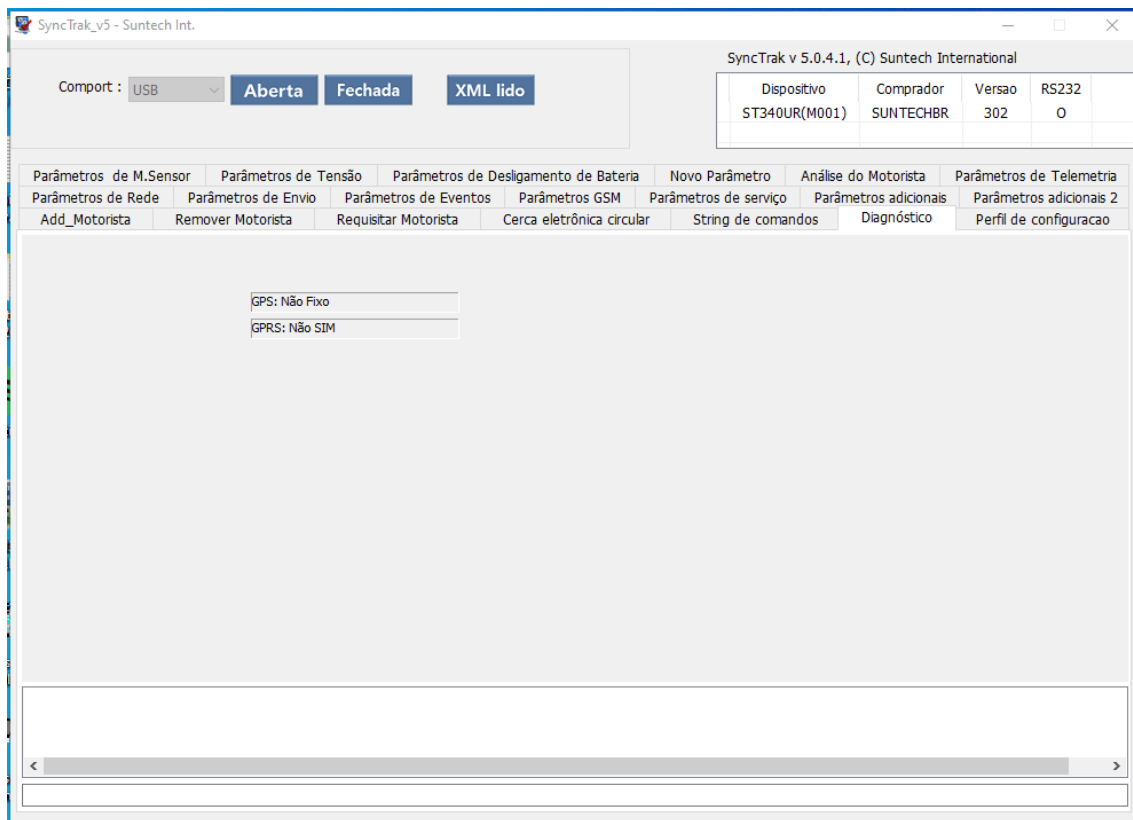 SyncTrak_v5 - Suntech Int.
SyncTrak v 5.0.4.1, (C) Suntech International
Comport : USB Aberta Fechada XML lido
Dispositivo Comprador Versao RS232
ST340UR(M001) SUNTECHBR 302 O
Parâmetros de M.Sensor Parâmetros de Tensão Parâmetros de Desligamento de Bateria Novo Parâmetro Análise do Motorista Parâmetros de Telemetria
Parâmetros de Rede Parâmetros de Envio Parâmetros de Eventos Parâmetros GSM Parâmetros de serviço Parâmetros adicionais Parâmetros adicionais 2
Add_Motorista Remover Motorista Requisitar Motorista Cerca eletrônica circular String de comandos Diagnóstico Perfil de configuracao
GPS: Não Fixo
GPRS: Não SIM